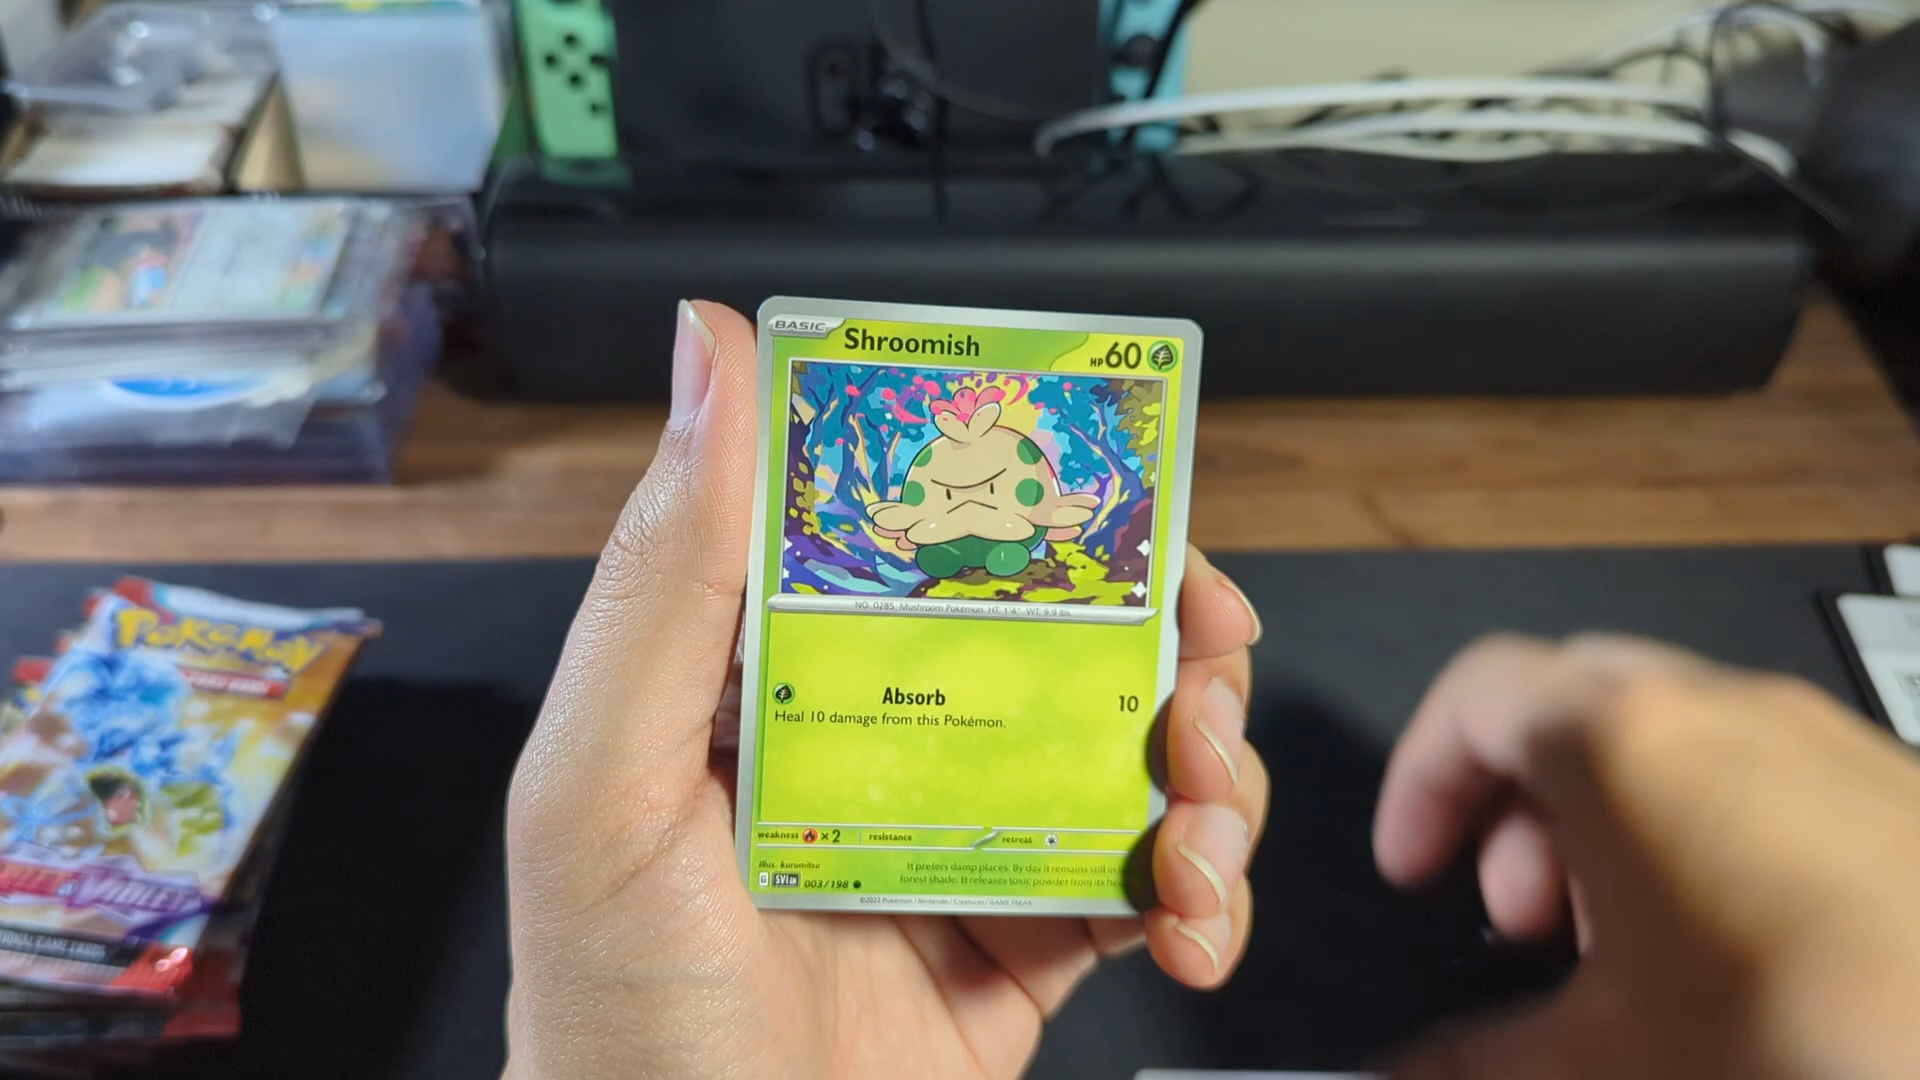 BASIC
Shroomish
HP 60
NO. 0285 Mushroom Pokémon HT: 1'4" WT: 9.9 lbs
Absorb 10
Heal 10 damage from this Pokémon.
weakness ×2 resistance retreat
Illus. kurumitsu
It prefers damp places. By day it remains still in
forest shade. It releases toxic powder from its
G SVI EN 003/198
©2023 Pokémon / Nintendo / Creatures / GAME FREAK
POKÉMON
VIOLET